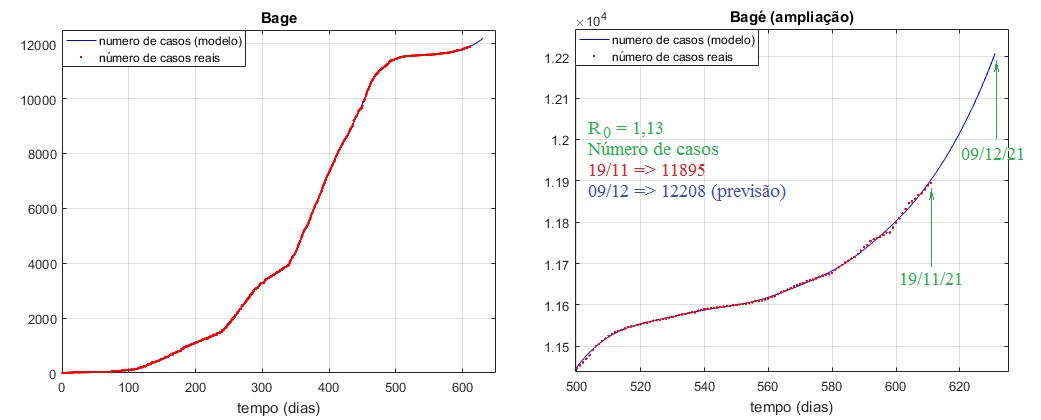 Bage
numero de casos (modelo)
número de casos reais
12000
10000
8000
6000
4000
2000
0
0 100 200 300 400 500 600
tempo (dias)
Bagé (ampliação)
×10⁴
numero de casos (modelo)
número de casos reais
1.22
1.21
1.2
1.19
1.18
1.17
1.16
1.15
R0 = 1,13
Número de casos
19/11 => 11895
09/12 => 12208 (previsão)
09/12/21
19/11/21
500 520 540 560 580 600 620
tempo (dias)